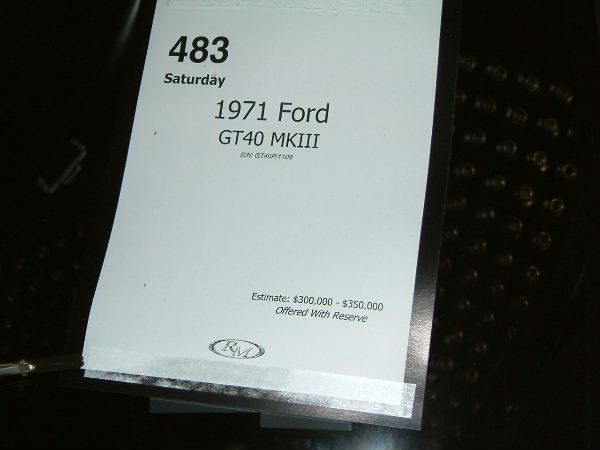 483
Saturday
1971 Ford
GT40 MKIII
S/N: GT40P/1109
Estimate: $300,000 - $350,000
Offered With Reserve
RM